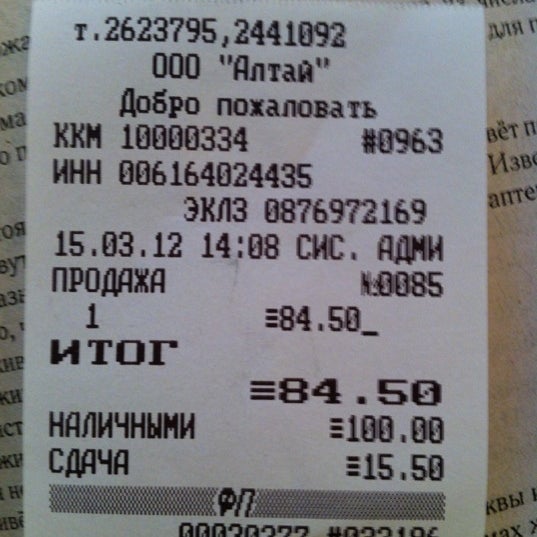 т.2623795,2441092
ООО "Алтай"
Добро пожаловать
ККМ 10000334 #0963
ИНН 006164024435
ЭКЛЗ 0876972169
15.03.12 14:08 СИС. АДМИ
ПРОДАЖА №0085
1 ≡84.50_
ИТОГ
≡84.50
НАЛИЧНЫМИ ≡100.00
СДАЧА ≡15.50
ФП